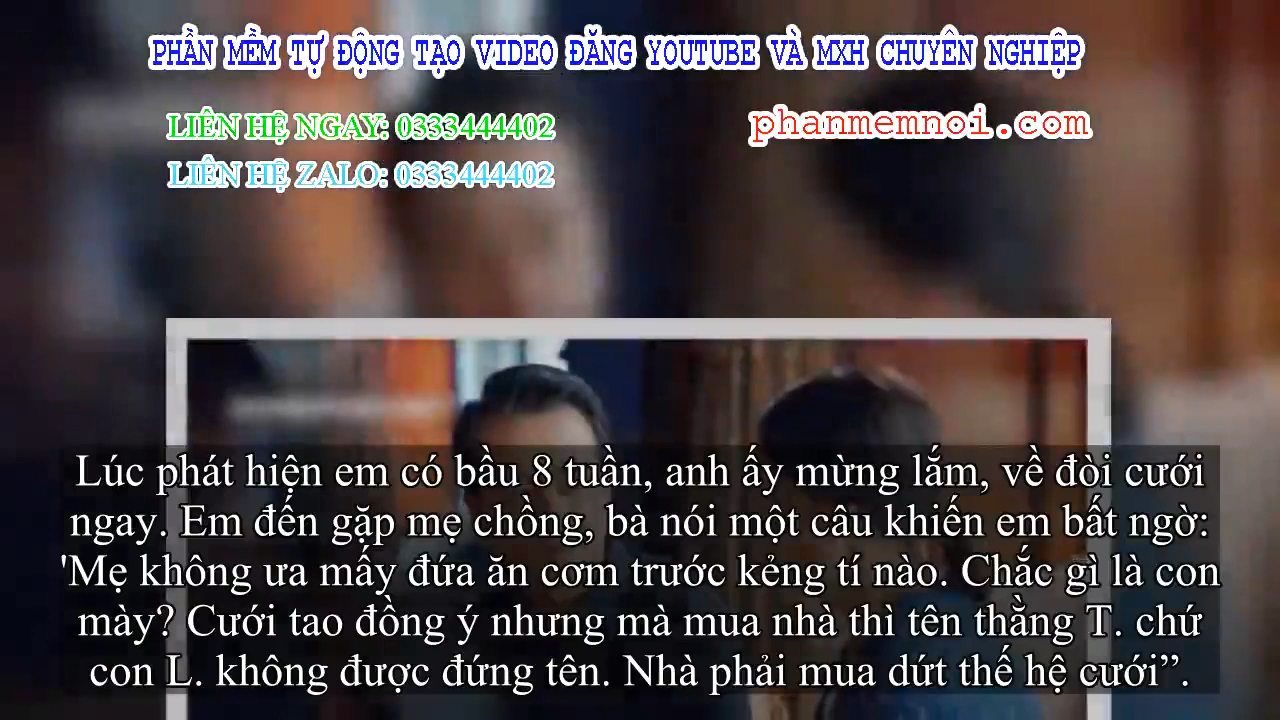 PHẦN MỀM TỰ ĐỘNG TẠO VIDEO ĐĂNG YOUTUBE VÀ MXH CHUYÊN NGHIỆP
LIÊN HỆ NGAY: 0333444402
phanmemnoi.com
LIÊN HỆ ZALO: 0333444402
Lúc phát hiện em có bầu 8 tuần, anh ấy mừng lắm, về đòi cưới
ngay. Em đến gặp mẹ chồng, bà nói một câu khiến em bất ngờ:
'Mẹ không ưa mấy đứa ăn cơm trước kẻng tí nào. Chắc gì là con
mày? Cưới tao đồng ý nhưng mà mua nhà thì tên thằng T. chứ
con L. không được đứng tên. Nhà phải mua dứt thế hệ cưới”.